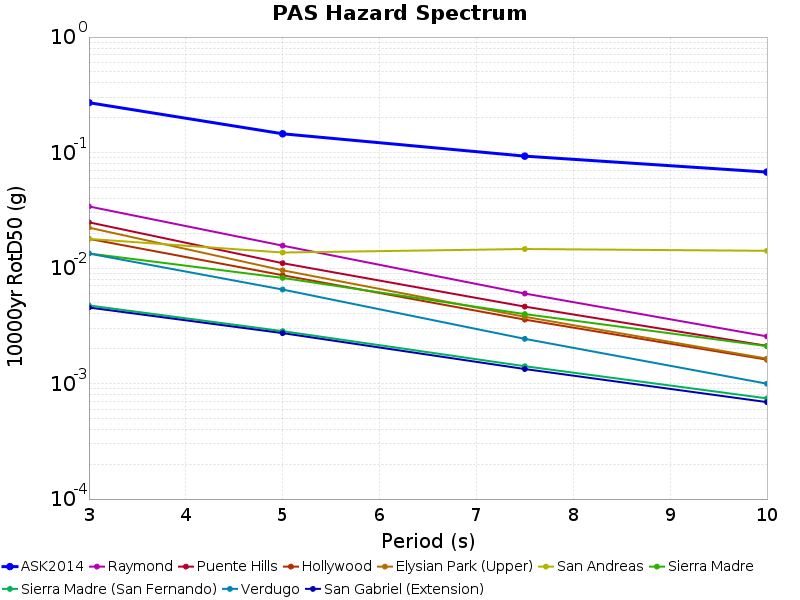 PAS Hazard Spectrum
10000yr RotD50 (g)
10^0
10^-1
10^-2
10^-3
10^-4
3 4 5 6 7 8 9 10
Period (s)
ASK2014 Raymond Puente Hills Hollywood Elysian Park (Upper) San Andreas Sierra Madre
Sierra Madre (San Fernando) Verdugo San Gabriel (Extension)